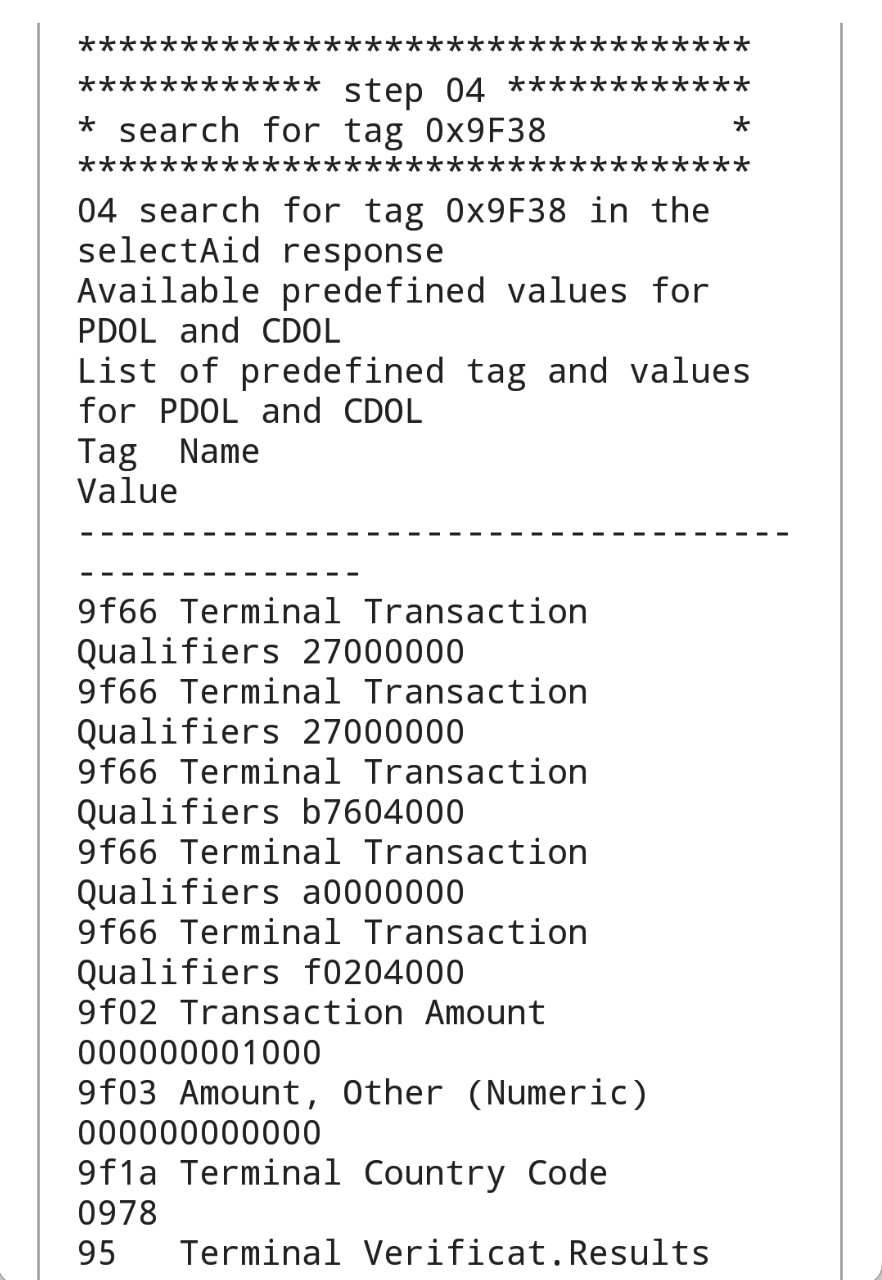 *********************************
************ step 04 ************
* search for tag 0x9F38         *
*********************************
04 search for tag 0x9F38 in the
selectAid response
Available predefined values for
PDOL and CDOL
List of predefined tag and values
for PDOL and CDOL
Tag  Name
Value
-----------------------------------
--------------
9f66 Terminal Transaction
Qualifiers 27000000
9f66 Terminal Transaction
Qualifiers 27000000
9f66 Terminal Transaction
Qualifiers b7604000
9f66 Terminal Transaction
Qualifiers a0000000
9f66 Terminal Transaction
Qualifiers f0204000
9f02 Transaction Amount
000000001000
9f03 Amount, Other (Numeric)
000000000000
9f1a Terminal Country Code
0978
95   Terminal Verificat.Results